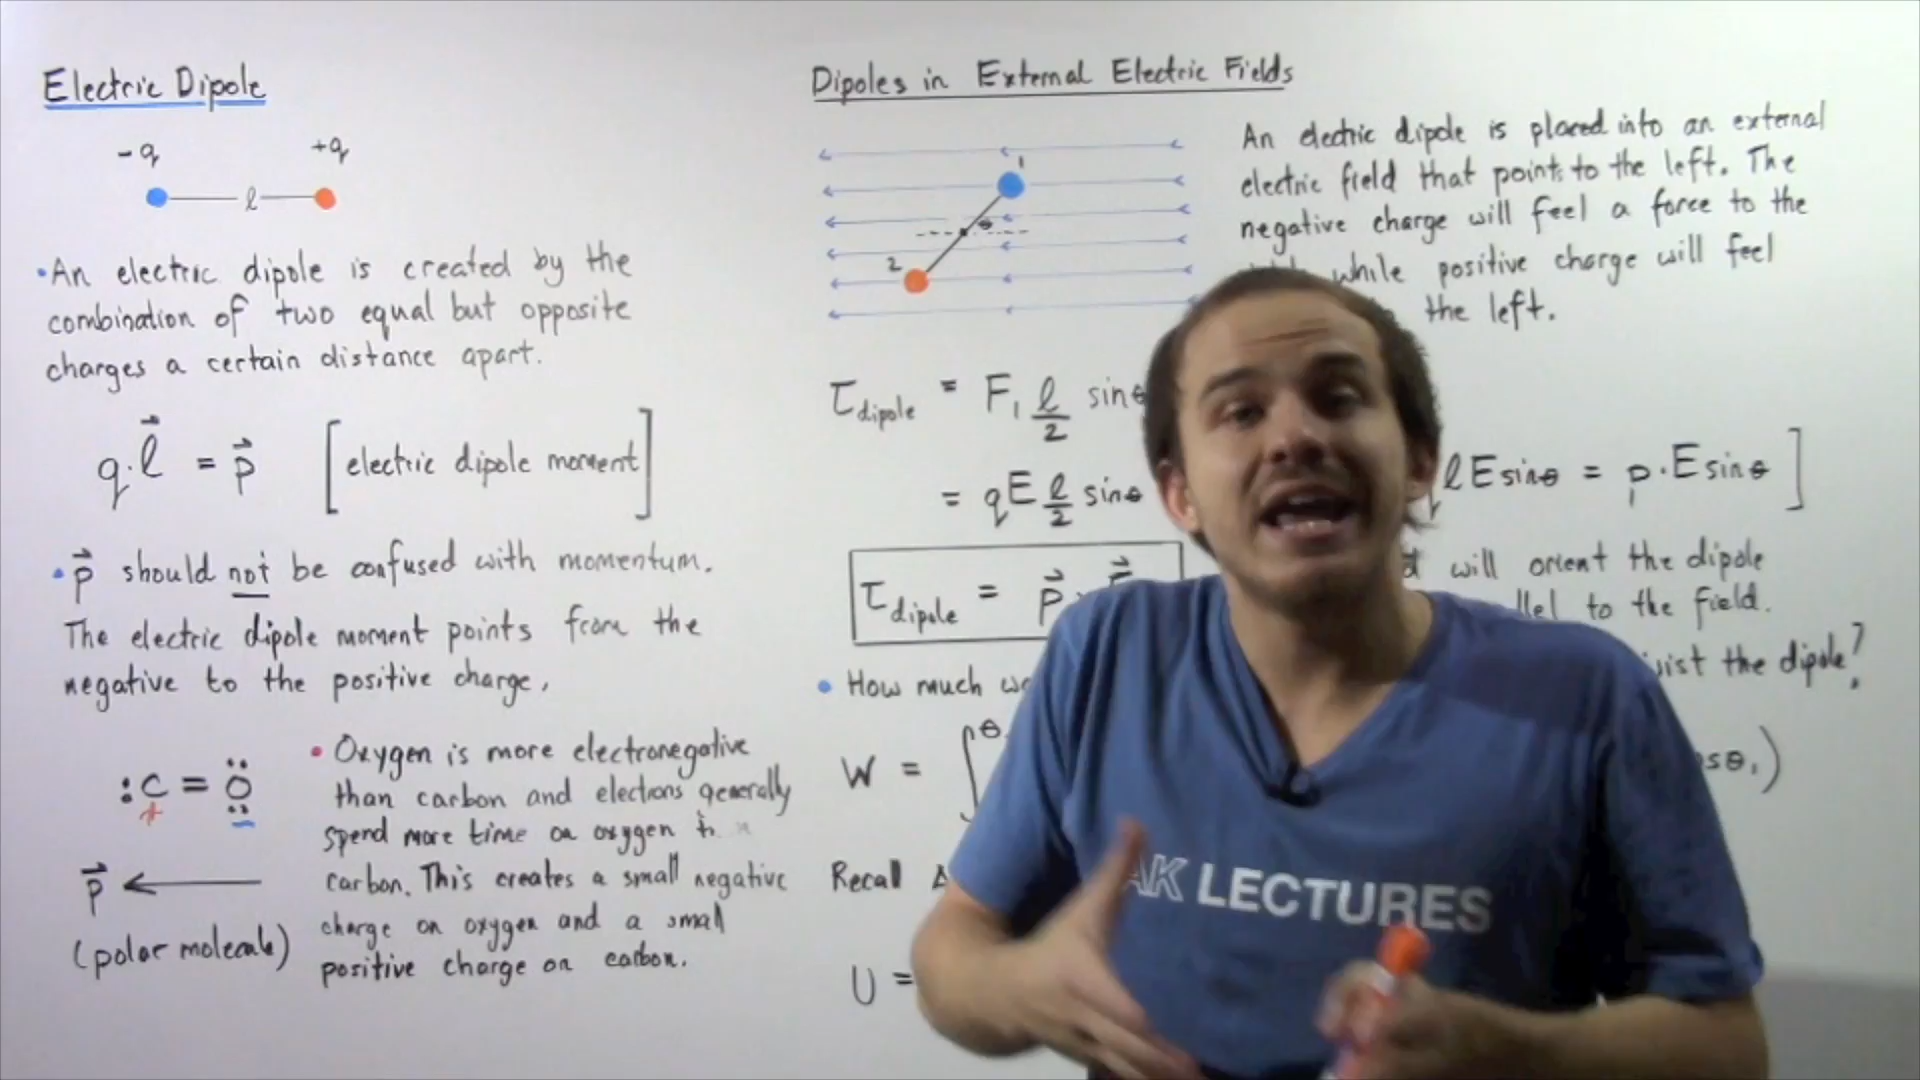 Electric Dipole
-q +q
l
•An electric dipole is created by the
combination of two equal but opposite
charges a certain distance apart.
q·l⃗ = p⃗ [electric dipole moment]
• p⃗ should not be confused with momentum.
The electric dipole moment points from the
negative to the positive charge,
:C = O
+
p⃗ ←
(polar molecule)
• Oxygen is more electronegative
than carbon and electrons generally
spend more time on oxygen
carbon. This creates a small negative
charge on oxygen and a small
positive charge on carbon.
Dipoles in External Electric Fields
1
θ
2
An electric dipole is placed into an external
electric field that points to the left. The
negative charge will feel a force to the
while positive charge will feel
the left.
τdipole = F₁ l/2 sinθ
= qE l/2 sinθ
lE sinθ = p·E sinθ ]
τdipole = p⃗
will orient the dipole
to the field.
• How much
the dipole?
W = ∫
θ₁)
Recall
U =
AK LECTURES